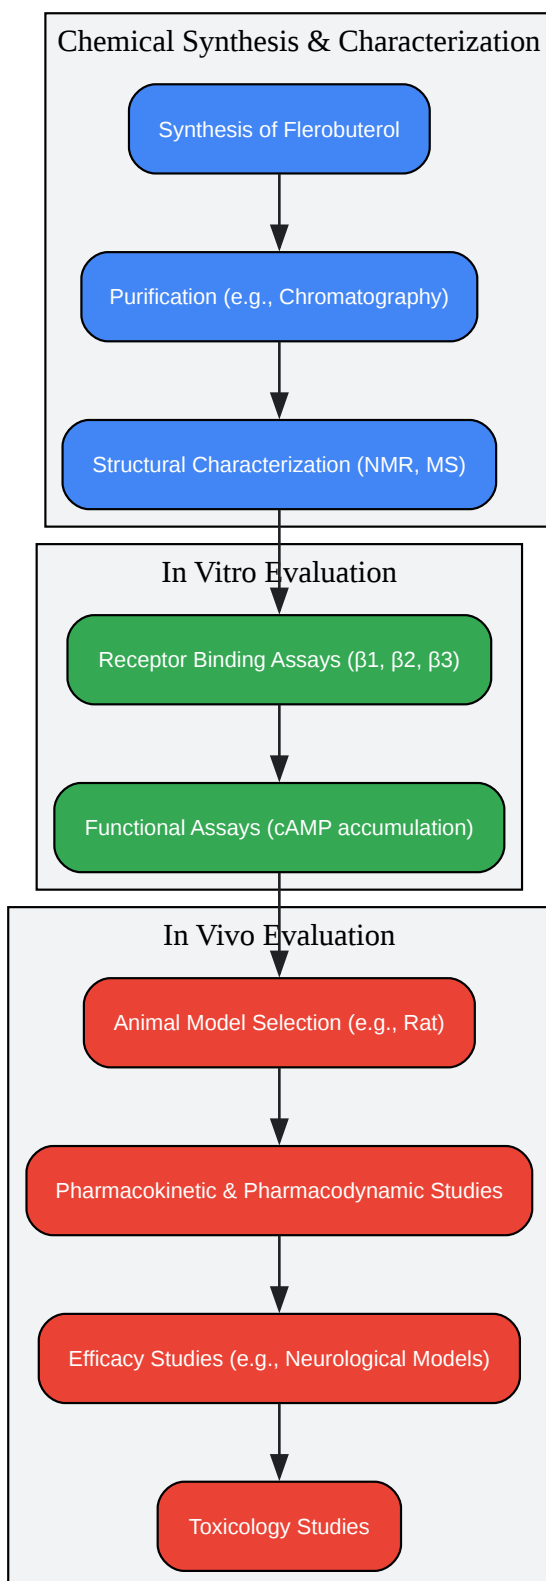 Chemical Synthesis & Characterization
Synthesis of Flerobuterol
Purification (e.g., Chromatography)
Structural Characterization (NMR, MS)
In Vitro Evaluation
Receptor Binding Assays (β1, β2, β3)
Functional Assays (cAMP accumulation)
In Vivo Evaluation
Animal Model Selection (e.g., Rat)
Pharmacokinetic & Pharmacodynamic Studies
Efficacy Studies (e.g., Neurological Models)
Toxicology Studies